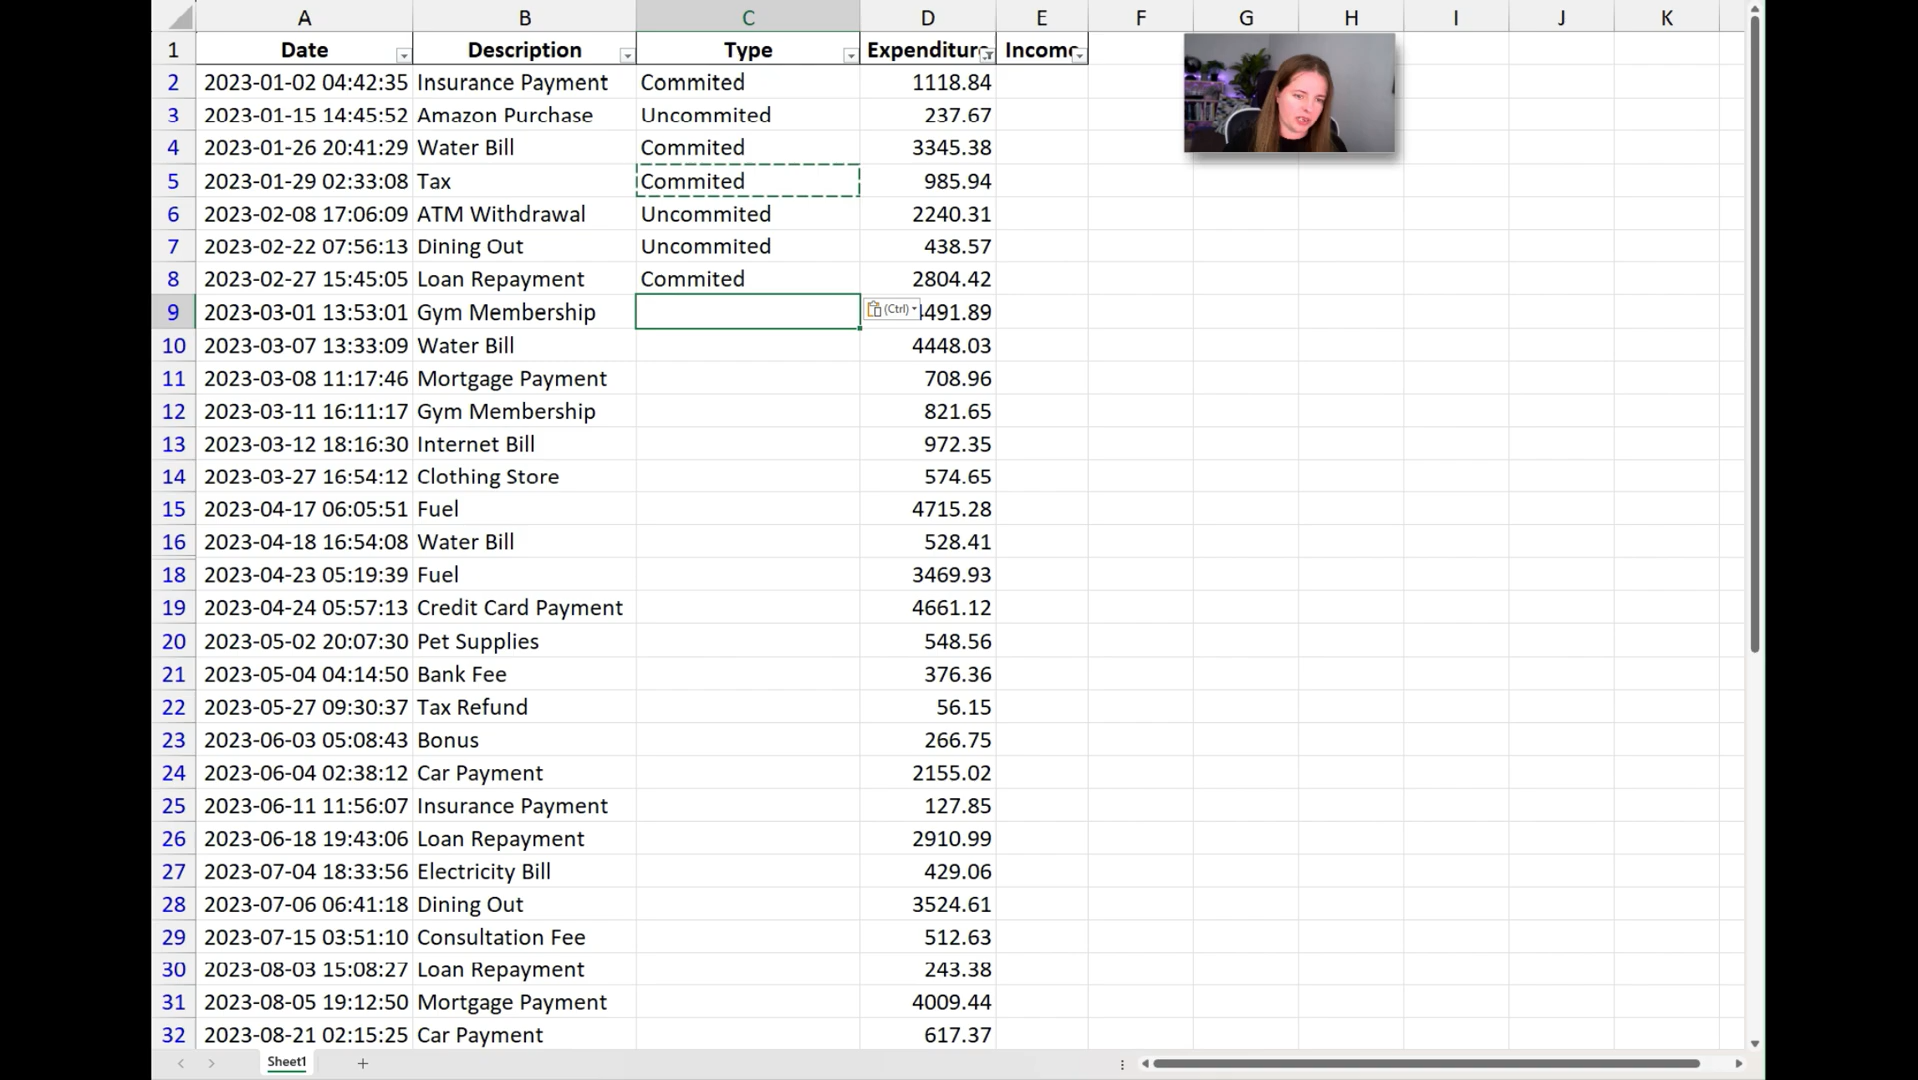 A B C D E F G H I J K
1 Date Description Type Expenditure Income
2 2023-01-02 04:42:35 Insurance Payment Commited 1118.84
3 2023-01-15 14:45:52 Amazon Purchase Uncommited 237.67
4 2023-01-26 20:41:29 Water Bill Commited 3345.38
5 2023-01-29 02:33:08 Tax Commited 985.94
6 2023-02-08 17:06:09 ATM Withdrawal Uncommited 2240.31
7 2023-02-22 07:56:13 Dining Out Uncommited 438.57
8 2023-02-27 15:45:05 Loan Repayment Commited 2804.42
9 2023-03-01 13:53:01 Gym Membership (Ctrl) 491.89
10 2023-03-07 13:33:09 Water Bill 4448.03
11 2023-03-08 11:17:46 Mortgage Payment 708.96
12 2023-03-11 16:11:17 Gym Membership 821.65
13 2023-03-12 18:16:30 Internet Bill 972.35
14 2023-03-27 16:54:12 Clothing Store 574.65
15 2023-04-17 06:05:51 Fuel 4715.28
16 2023-04-18 16:54:08 Water Bill 528.41
18 2023-04-23 05:19:39 Fuel 3469.93
19 2023-04-24 05:57:13 Credit Card Payment 4661.12
20 2023-05-02 20:07:30 Pet Supplies 548.56
21 2023-05-04 04:14:50 Bank Fee 376.36
22 2023-05-27 09:30:37 Tax Refund 56.15
23 2023-06-03 05:08:43 Bonus 266.75
24 2023-06-04 02:38:12 Car Payment 2155.02
25 2023-06-11 11:56:07 Insurance Payment 127.85
26 2023-06-18 19:43:06 Loan Repayment 2910.99
27 2023-07-04 18:33:56 Electricity Bill 429.06
28 2023-07-06 06:41:18 Dining Out 3524.61
29 2023-07-15 03:51:10 Consultation Fee 512.63
30 2023-08-03 15:08:27 Loan Repayment 243.38
31 2023-08-05 19:12:50 Mortgage Payment 4009.44
32 2023-08-21 02:15:25 Car Payment 617.37
Sheet1